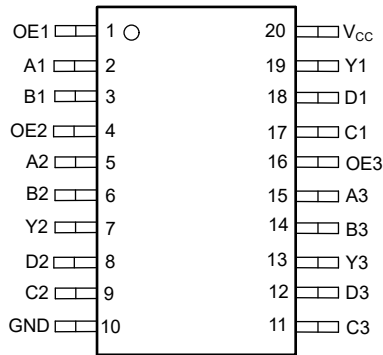 OE1 1 20 V_CC
A1 2 19 Y1
B1 3 18 D1
OE2 4 17 C1
A2 5 16 OE3
B2 6 15 A3
Y2 7 14 B3
D2 8 13 Y3
C2 9 12 D3
GND 10 11 C3